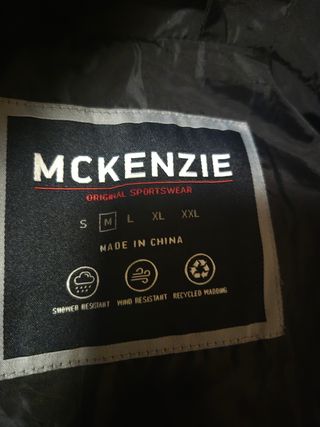 MCKENZIE
ORIGINAL SPORTSWEAR
S M L XL XXL
MADE IN CHINA
SHOWER RESISTANT WIND RESISTANT RECYCLED WADDING